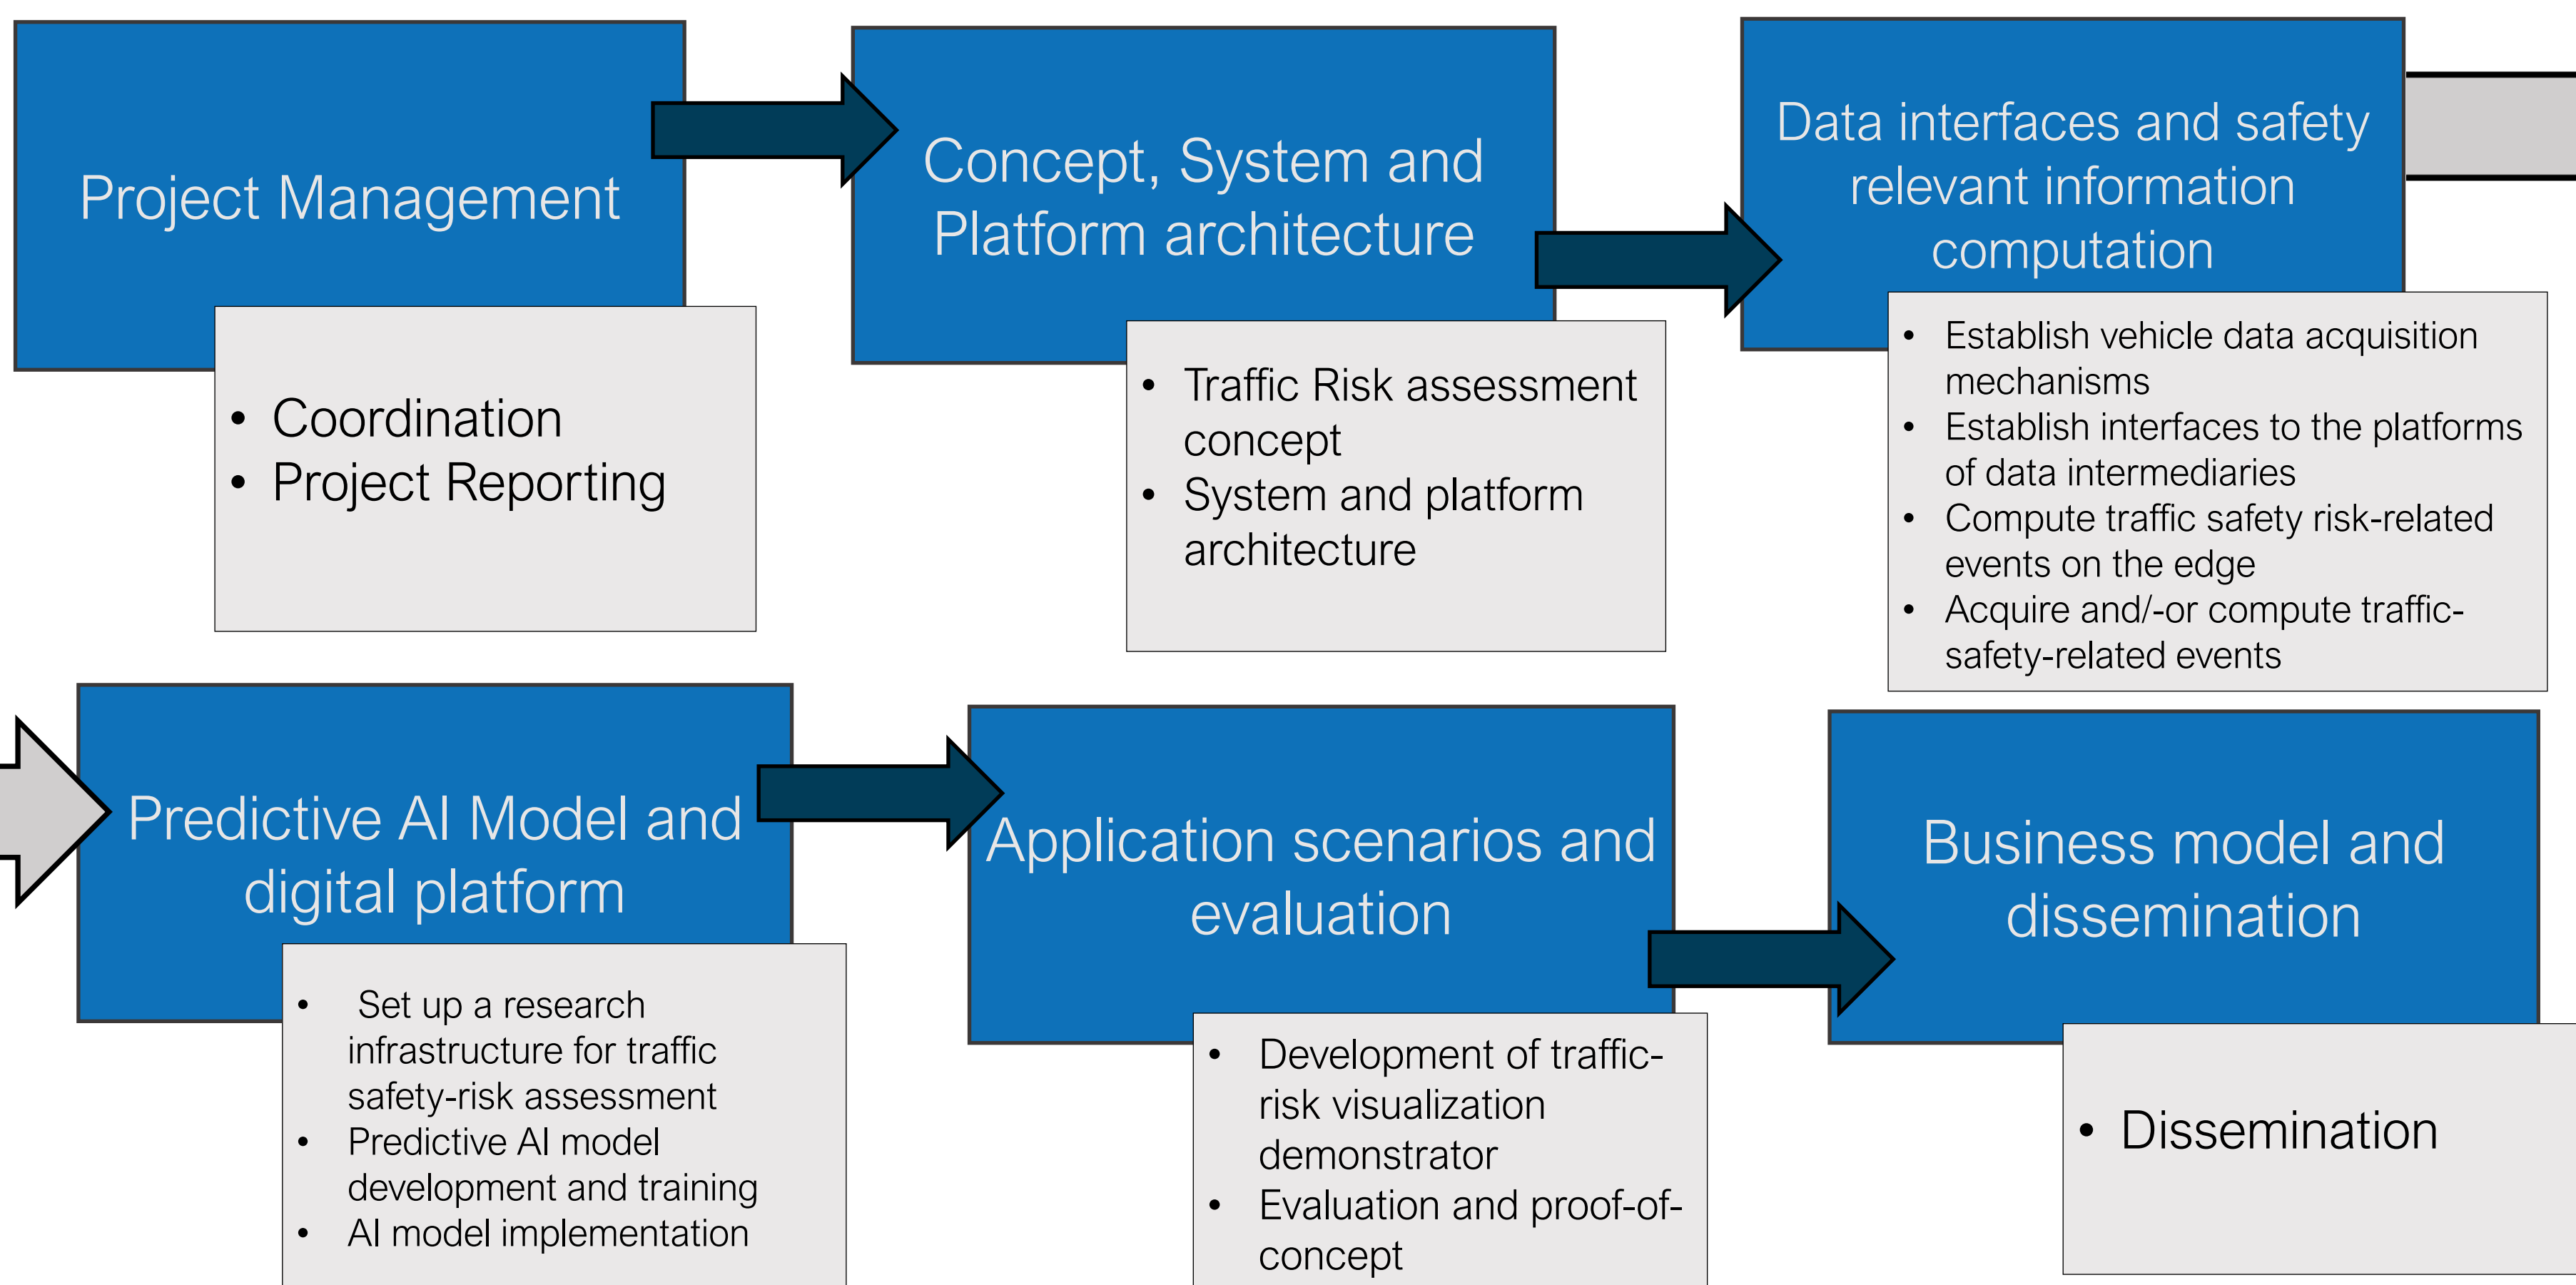 Project Management
• Coordination
• Project Reporting
Concept, System and
Platform architecture
• Traffic Risk assessment
concept
• System and platform
architecture
Data interfaces and safety
relevant information
computation
• Establish vehicle data acquisition
mechanisms
• Establish interfaces to the platforms
of data intermediaries
• Compute traffic safety risk-related
events on the edge
• Acquire and/-or compute traffic-
safety-related events
Predictive AI Model and
digital platform
• Set up a research
infrastructure for traffic
safety-risk assessment
• Predictive AI model
development and training
• AI model implementation
Application scenarios and
evaluation
• Development of traffic-
risk visualization
demonstrator
• Evaluation and proof-of-
concept
Business model and
dissemination
• Dissemination